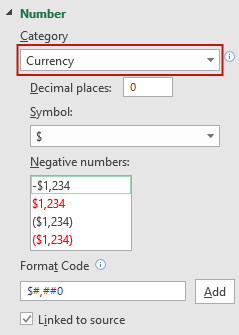 Number
Category
Currency
Decimal places: 0
Symbol:
$
Negative numbers:
-$1,234
$1,234
($1,234)
($1,234)
Format Code
$#,##0
Add
Linked to source